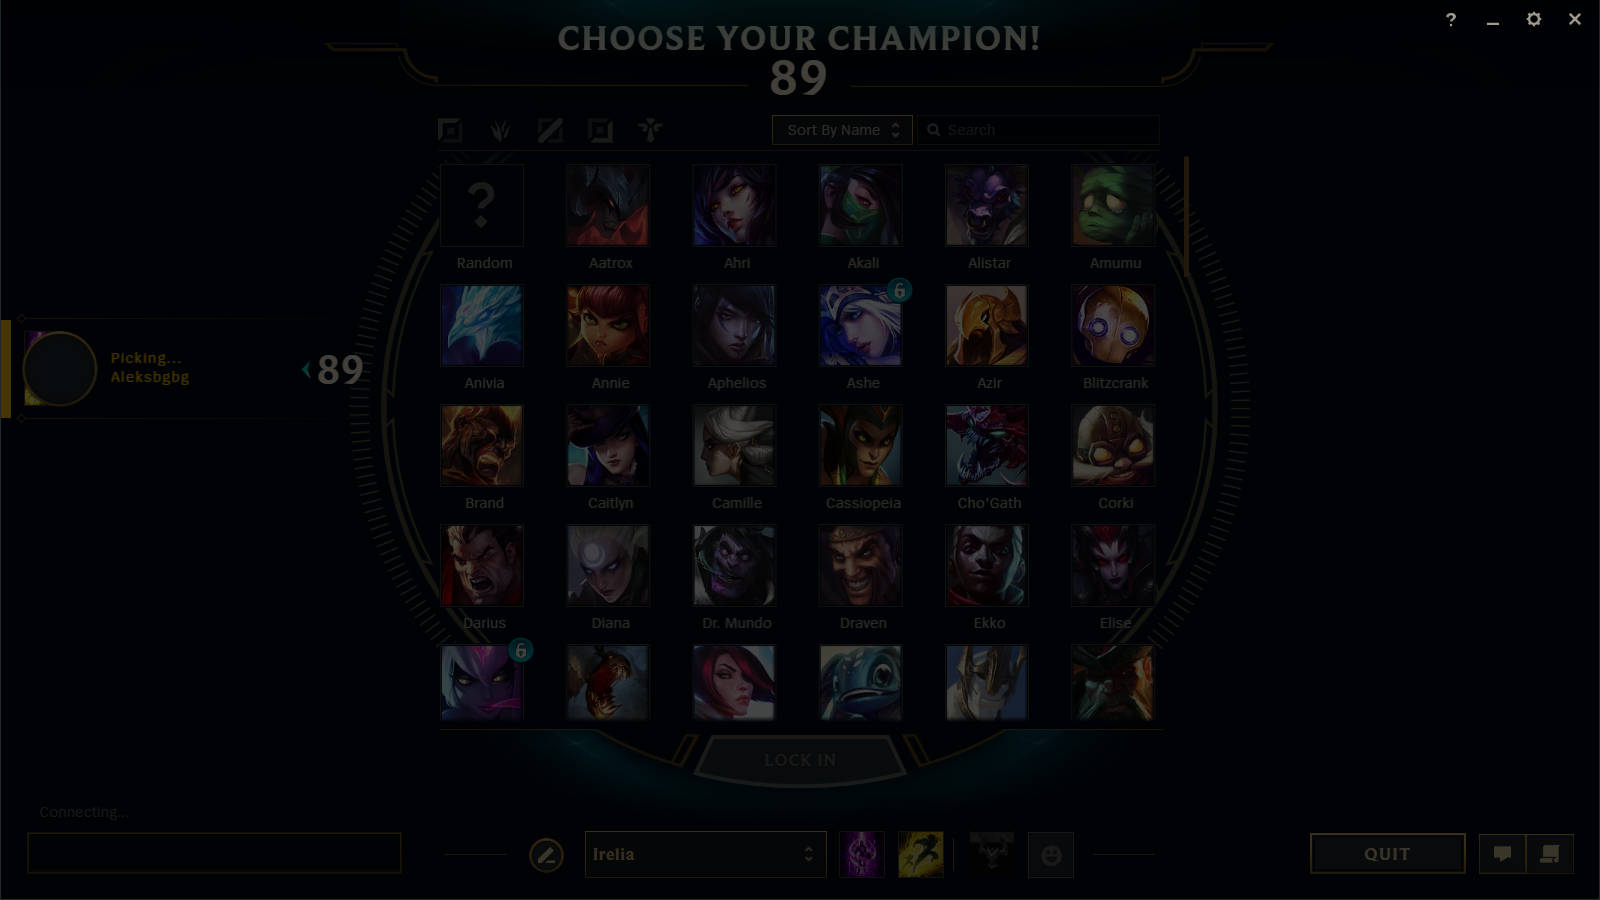 CHOOSE YOUR CHAMPION!
89
Sort By Name
Search
Random
Aatrox
Ahri
Akali
Alistar
Amumu
Picking...
Aleksbgbg
89
Anivia
Annie
Aphelios
Ashe
Azir
Blitzcrank
Brand
Caitlyn
Camille
Cassiopeia
Cho'Gath
Corki
Darius
Diana
Dr. Mundo
Draven
Ekko
Elise
LOCK IN
Connecting...
Irelia
QUIT